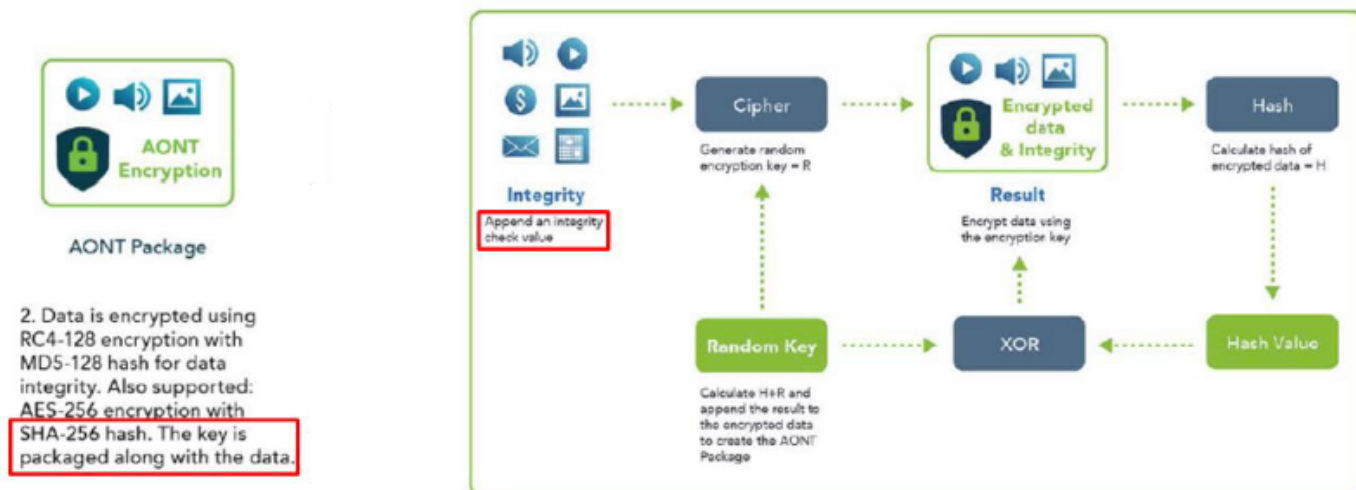 AONT
Encryption
AONT Package
2. Data is encrypted using
RC4-128 encryption with
MD5-128 hash for data
integrity. Also supported:
AES-256 encryption with
SHA-256 hash. The key is
packaged along with the data.
$
Integrity
Append an integrity
check value
Cipher
Generate random
encryption key = R
Encrypted
data
& Integrity
Result
Encrypt data using
the encryption key
Hash
Calculate hash of
encrypted data = H
Random Key
Calculate H+R and
append the result to
the encrypted data
to create the AONT
Package
XOR
Hash Value